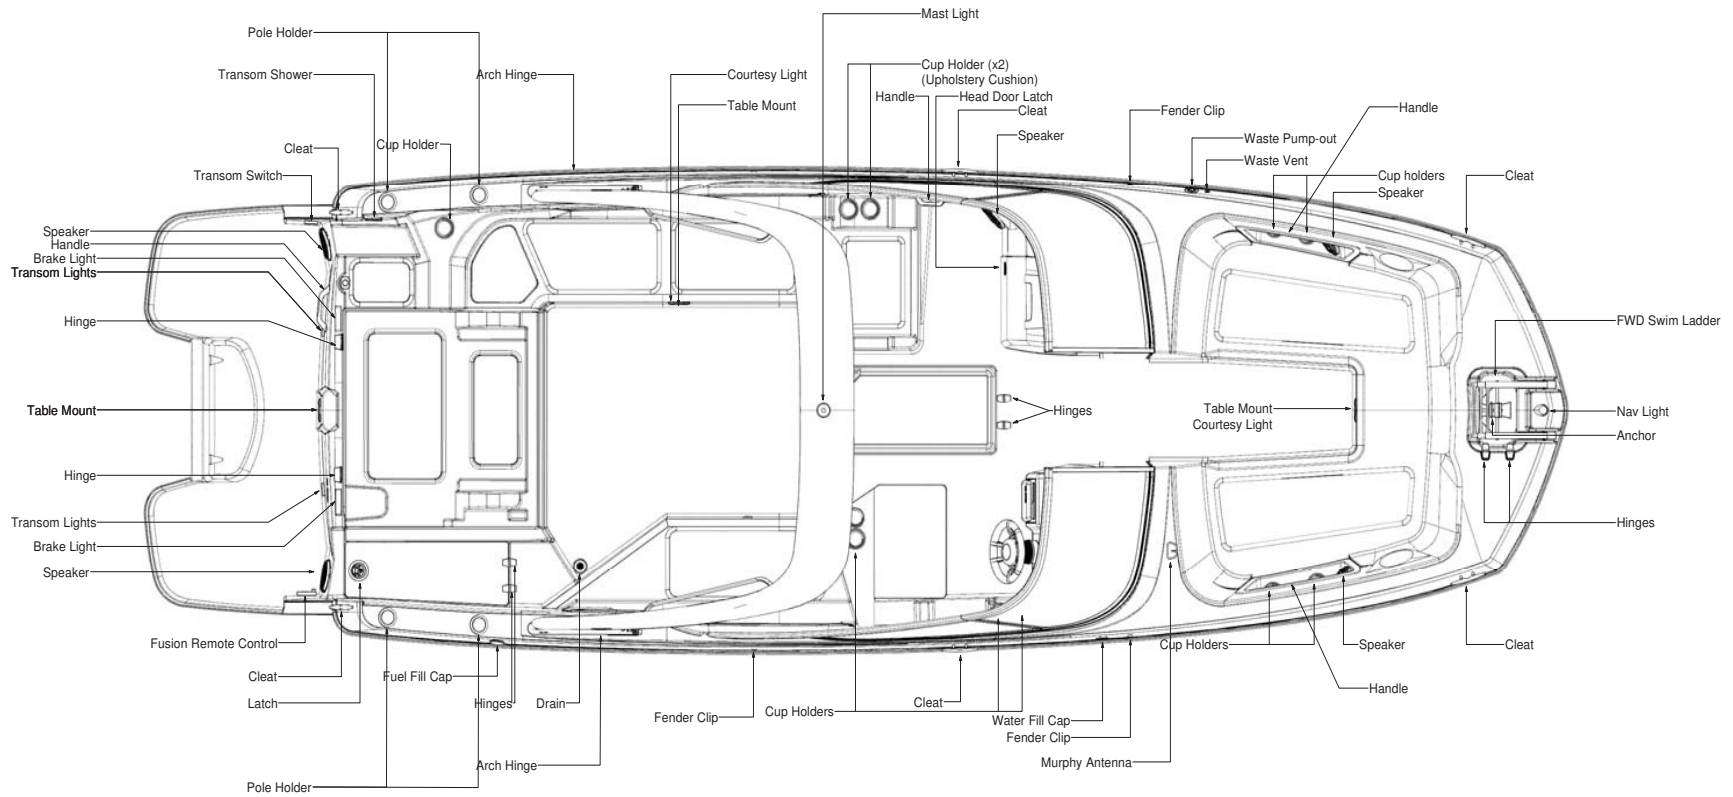 Mast Light
Pole Holder
Transom Shower
Arch Hinge
Courtesy Light
Cup Holder (x2)
(Upholstery Cushion)
Table Mount
Handle
Head Door Latch
Cleat
Fender Clip
Handle
Cleat
Cup Holder
Speaker
Waste Pump-out
Waste Vent
Transom Switch
Cup holders
Speaker
Cleat
Speaker
Handle
Brake Light
Transom Lights
Hinge
FWD Swim Ladder
Table Mount
Hinges
Table Mount
Courtesy Light
Nav Light
Anchor
Hinge
Transom Lights
Hinges
Brake Light
Speaker
Fusion Remote Control
Cup Holders
Speaker
Cleat
Cleat
Fuel Fill Cap
Handle
Latch
Hinges
Drain
Fender Clip
Cup Holders
Cleat
Water Fill Cap
Fender Clip
Arch Hinge
Murphy Antenna
Pole Holder